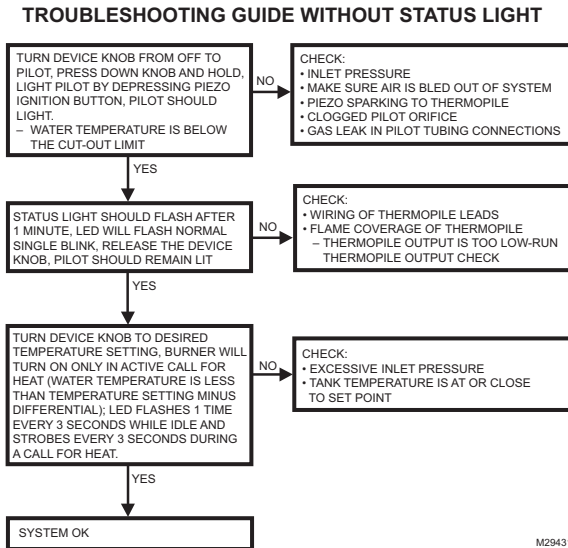 TROUBLESHOOTING GUIDE WITHOUT STATUS LIGHT
TURN DEVICE KNOB FROM OFF TO
PILOT, PRESS DOWN KNOB AND HOLD,
LIGHT PILOT BY DEPRESSING PIEZO
IGNITION BUTTON, PILOT SHOULD
LIGHT.
– WATER TEMPERATURE IS BELOW
THE CUT-OUT LIMIT
NO
CHECK:
• INLET PRESSURE
• MAKE SURE AIR IS BLED OUT OF SYSTEM
• PIEZO SPARKING TO THERMOPILE
• CLOGGED PILOT ORIFICE
• GAS LEAK IN PILOT TUBING CONNECTIONS
YES
STATUS LIGHT SHOULD FLASH AFTER
1 MINUTE, LED WILL FLASH NORMAL
SINGLE BLINK, RELEASE THE DEVICE
KNOB, PILOT SHOULD REMAIN LIT
NO
CHECK:
• WIRING OF THERMOPILE LEADS
• FLAME COVERAGE OF THERMOPILE
– THERMOPILE OUTPUT IS TOO LOW-RUN
THERMOPILE OUTPUT CHECK
YES
TURN DEVICE KNOB TO DESIRED
TEMPERATURE SETTING, BURNER WILL
TURN ON ONLY IN ACTIVE CALL FOR
HEAT (WATER TEMPERATURE IS LESS
THAN TEMPERATURE SETTING MINUS
DIFFERENTIAL); LED FLASHES 1 TIME
EVERY 3 SECONDS WHILE IDLE AND
STROBES EVERY 3 SECONDS DURING
A CALL FOR HEAT.
NO
CHECK:
• EXCESSIVE INLET PRESSURE
• TANK TEMPERATURE IS AT OR CLOSE
TO SET POINT
YES
SYSTEM OK